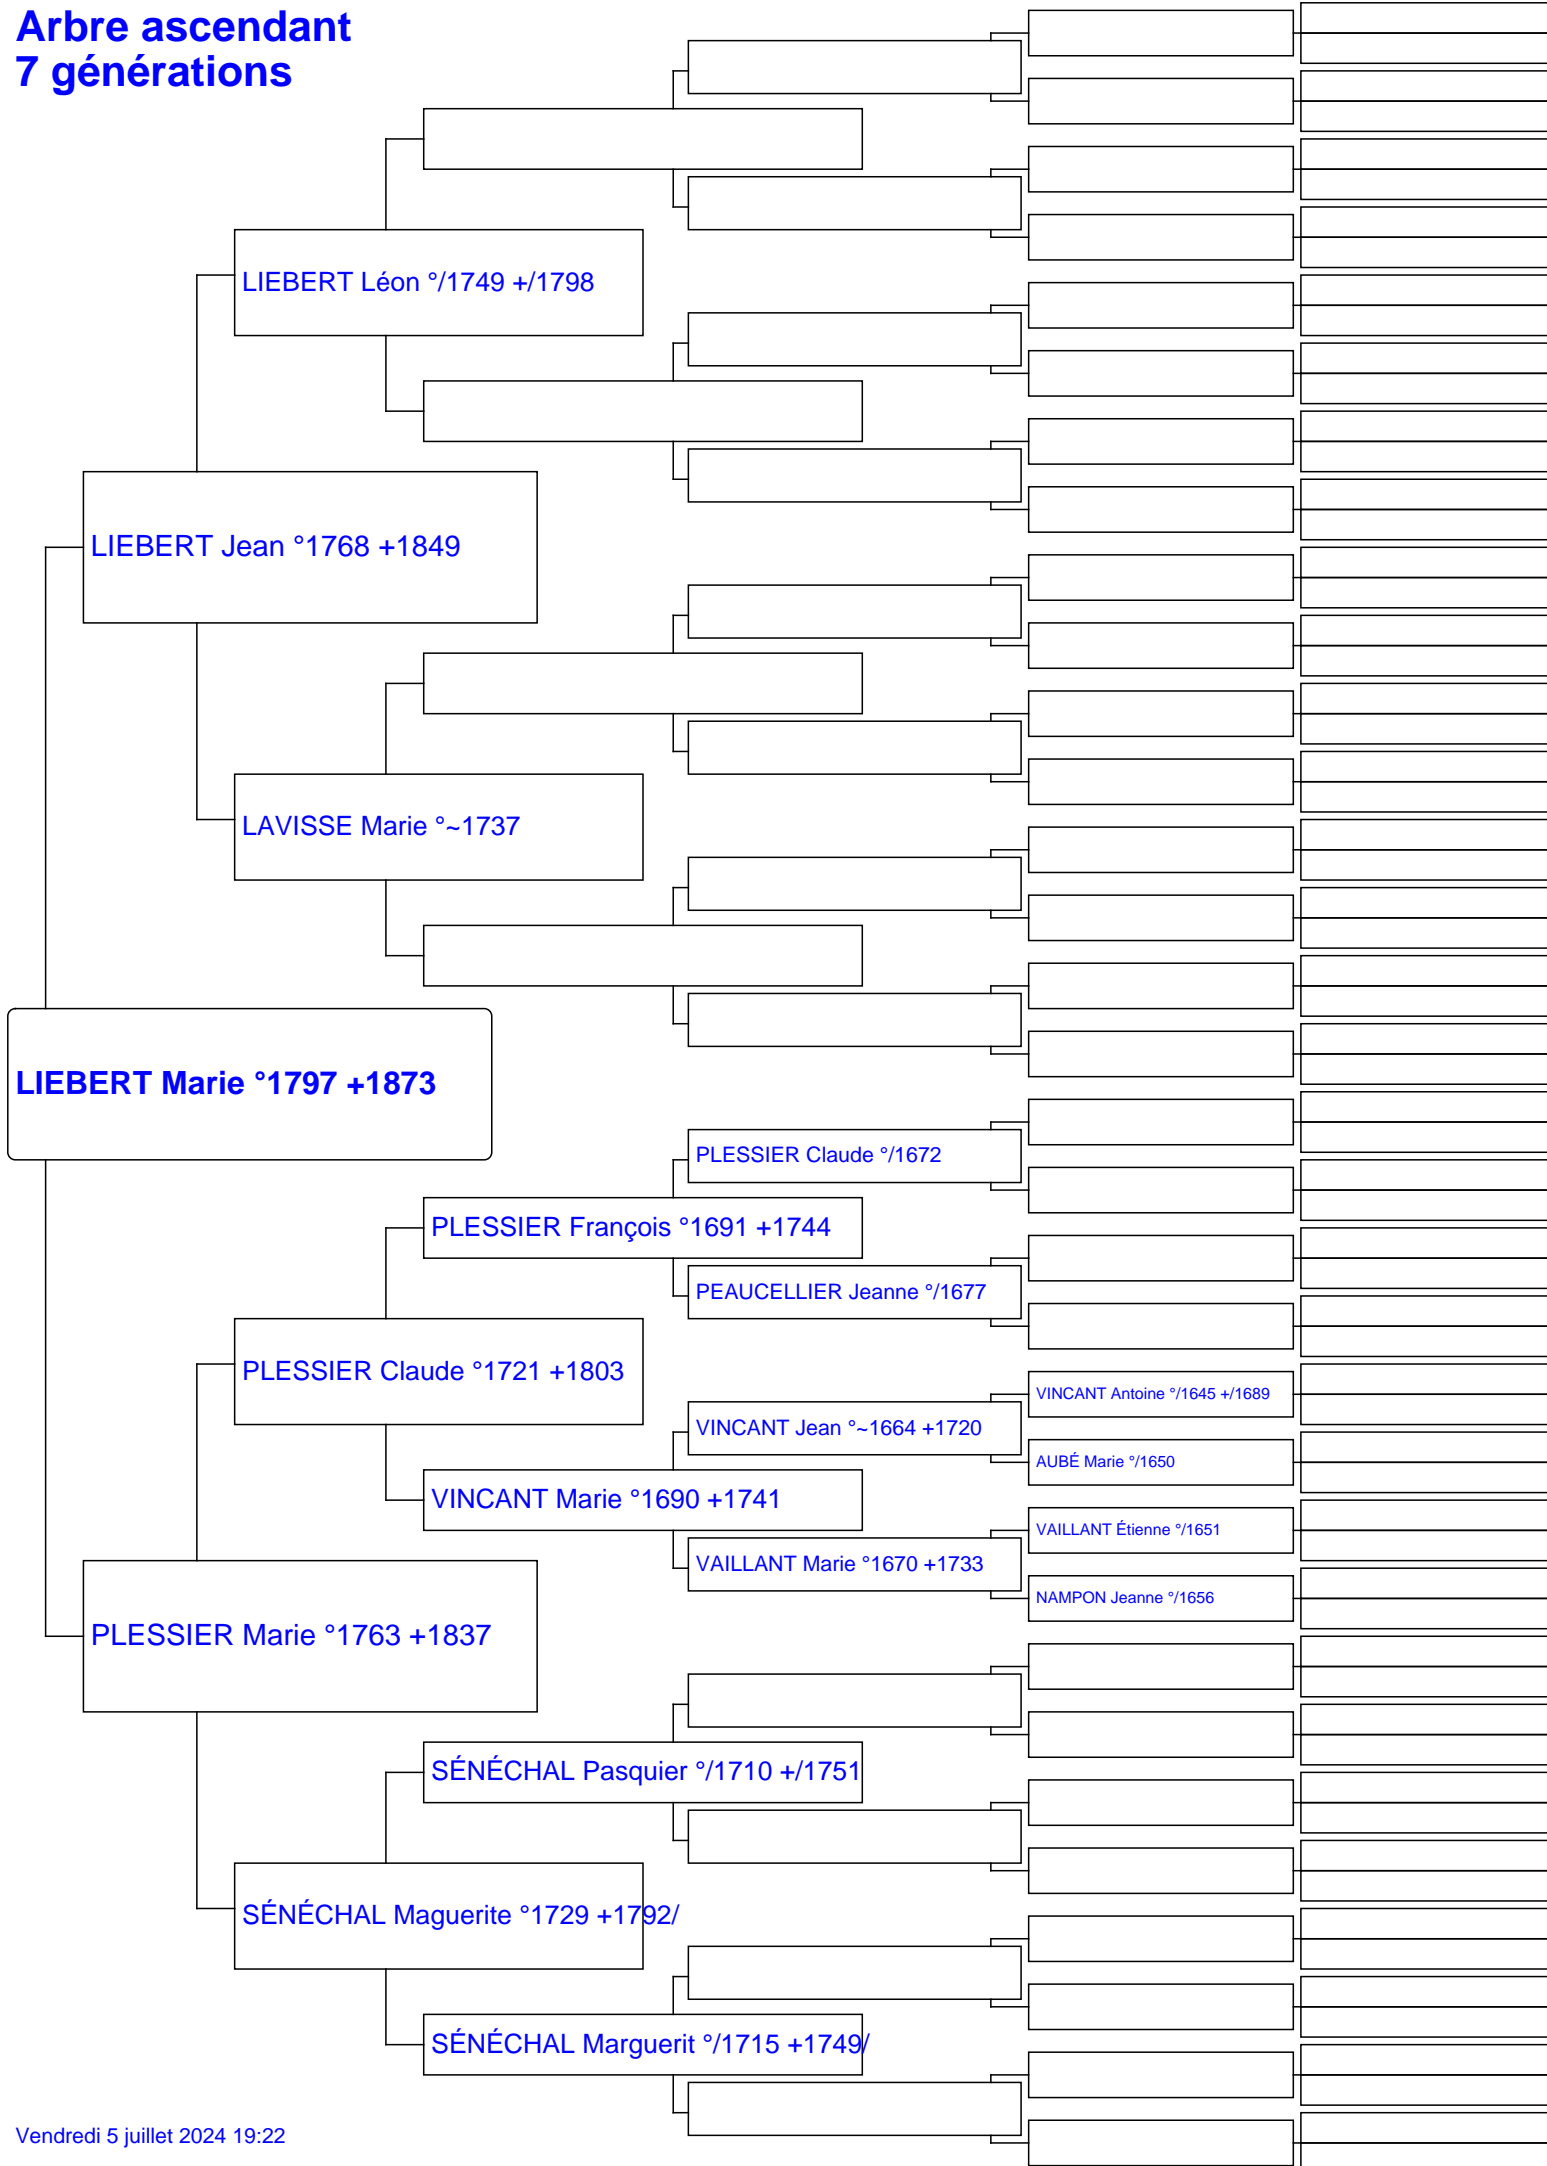 Arbre ascendant
7 générations
LIEBERT Léon °/1749 +/1798
LIEBERT Jean °1768 +1849
LAVISSE Marie °~1737
LIEBERT Marie °1797 +1873
PLESSIER Claude °/1672
PLESSIER François °1691 +1744
PEAUCELLIER Jeanne °/1677
PLESSIER Claude °1721 +1803
VINCANT Antoine °/1645 +/1689
VINCANT Jean °~1664 +1720
AUBÉ Marie °/1650
VINCANT Marie °1690 +1741
VAILLANT Étienne °/1651
VAILLANT Marie °1670 +1733
NAMPON Jeanne °/1656
PLESSIER Marie °1763 +1837
SÉNÉCHAL Pasquier °/1710 +/1751
SÉNÉCHAL Maguerite °1729 +1792/
SÉNÉCHAL Marguerit °/1715 +1749/
Vendredi 5 juillet 2024 19:22